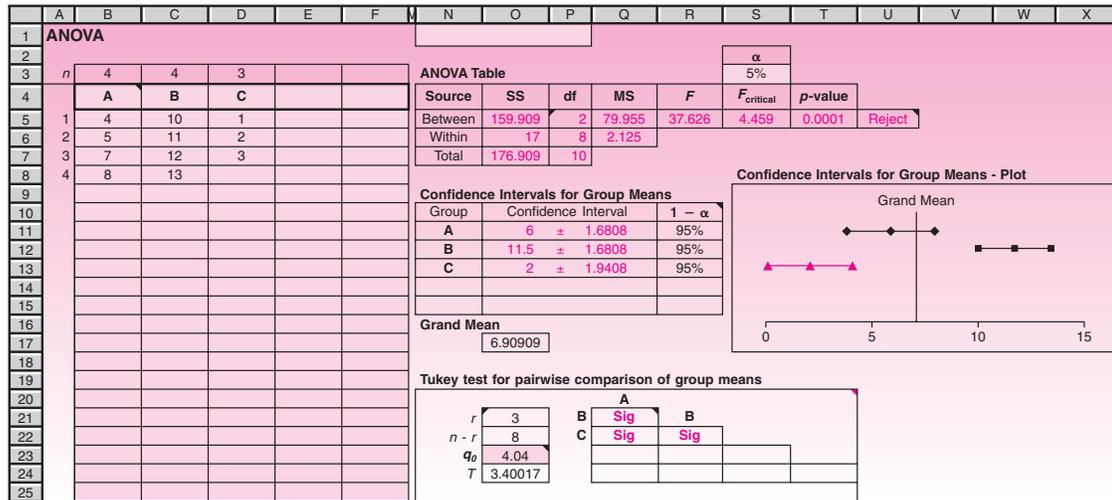 A B C D E F M N O P Q R S T U V W X
1 ANOVA
2 α
3 n 4 4 3 ANOVA Table 5%
4 A B C Source SS df MS F Fcritical p-value
5 1 4 10 1 Between 159.909 2 79.955 37.626 4.459 0.0001 Reject
6 2 5 11 2 Within 17 8 2.125
7 3 7 12 3 Total 176.909 10
8 4 8 13 Confidence Intervals for Group Means - Plot
9 Confidence Intervals for Group Means
10 Group Confidence Interval 1 − α Grand Mean
11 A 6 ± 1.6808 95%
12 B 11.5 ± 1.6808 95%
13 C 2 ± 1.9408 95%
14
15
16 Grand Mean
17 6.90909 0 5 10 15
18
19 Tukey test for pairwise comparison of group means
20 A
21 r 3 B Sig B
22 n - r 8 C Sig Sig
23 q0 4.04
24 T 3.40017
25